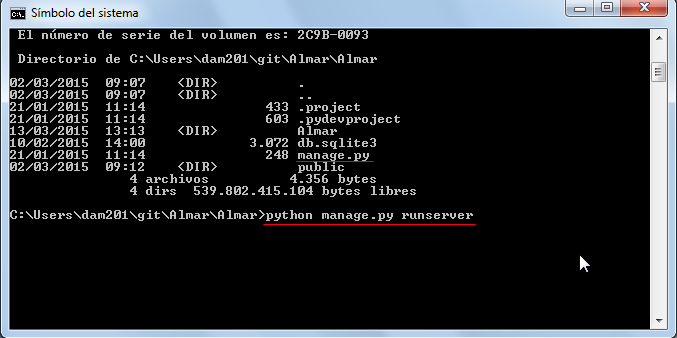 Símbolo del sistema
El número de serie del volumen es: 2C9B-0093
Directorio de C:\Users\dam201\git\Almar\Almar
02/03/2015  09:07    <DIR>          .
02/03/2015  09:07    <DIR>          ..
21/01/2015  11:14               433 .project
21/01/2015  11:14               603 .pydevproject
13/03/2015  13:13    <DIR>          Almar
10/02/2015  14:00             3.072 db.sqlite3
21/01/2015  11:14               248 manage.py
02/03/2015  09:12    <DIR>          public
4 archivos          4.356 bytes
4 dirs  539.802.415.104 bytes libres
C:\Users\dam201\git\Almar\Almar>python manage.py runserver